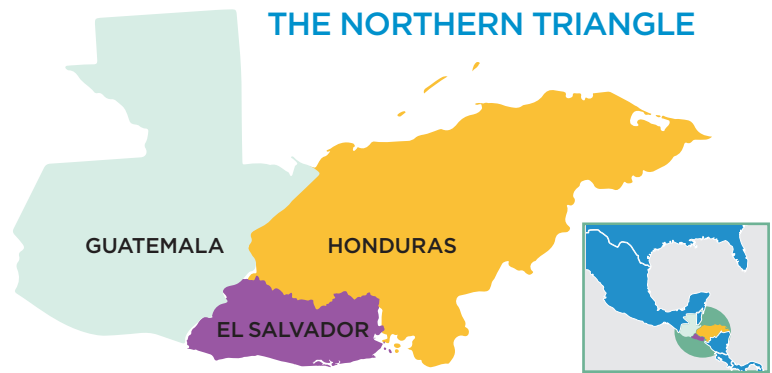 THE NORTHERN TRIANGLE
GUATEMALA
HONDURAS
EL SALVADOR